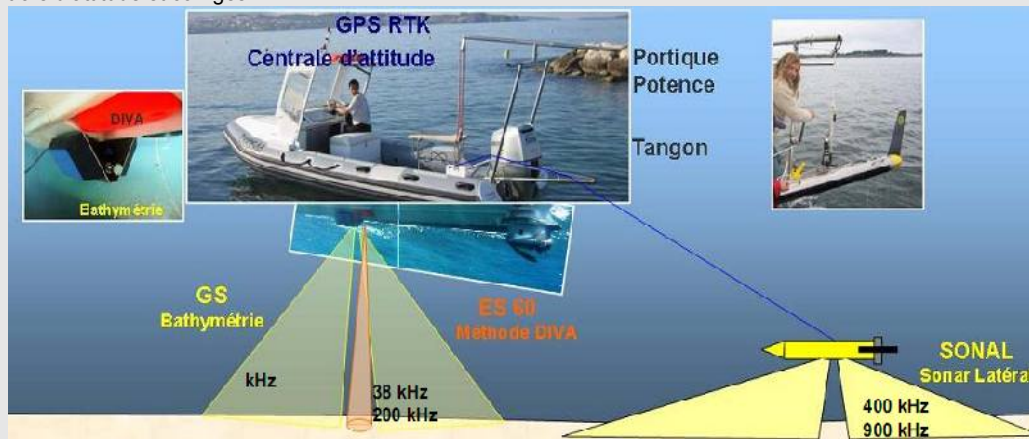 GPS RTK
Centrale d'attitude
Portique
Potence
Tangon
DIVA
Bathymétrie
GS
Bathymétrie
ES 60
Méthode DIVA
kHz
38 kHz
200 kHz
SONAL
Sonar Latéra
400 kHz
900 kHz